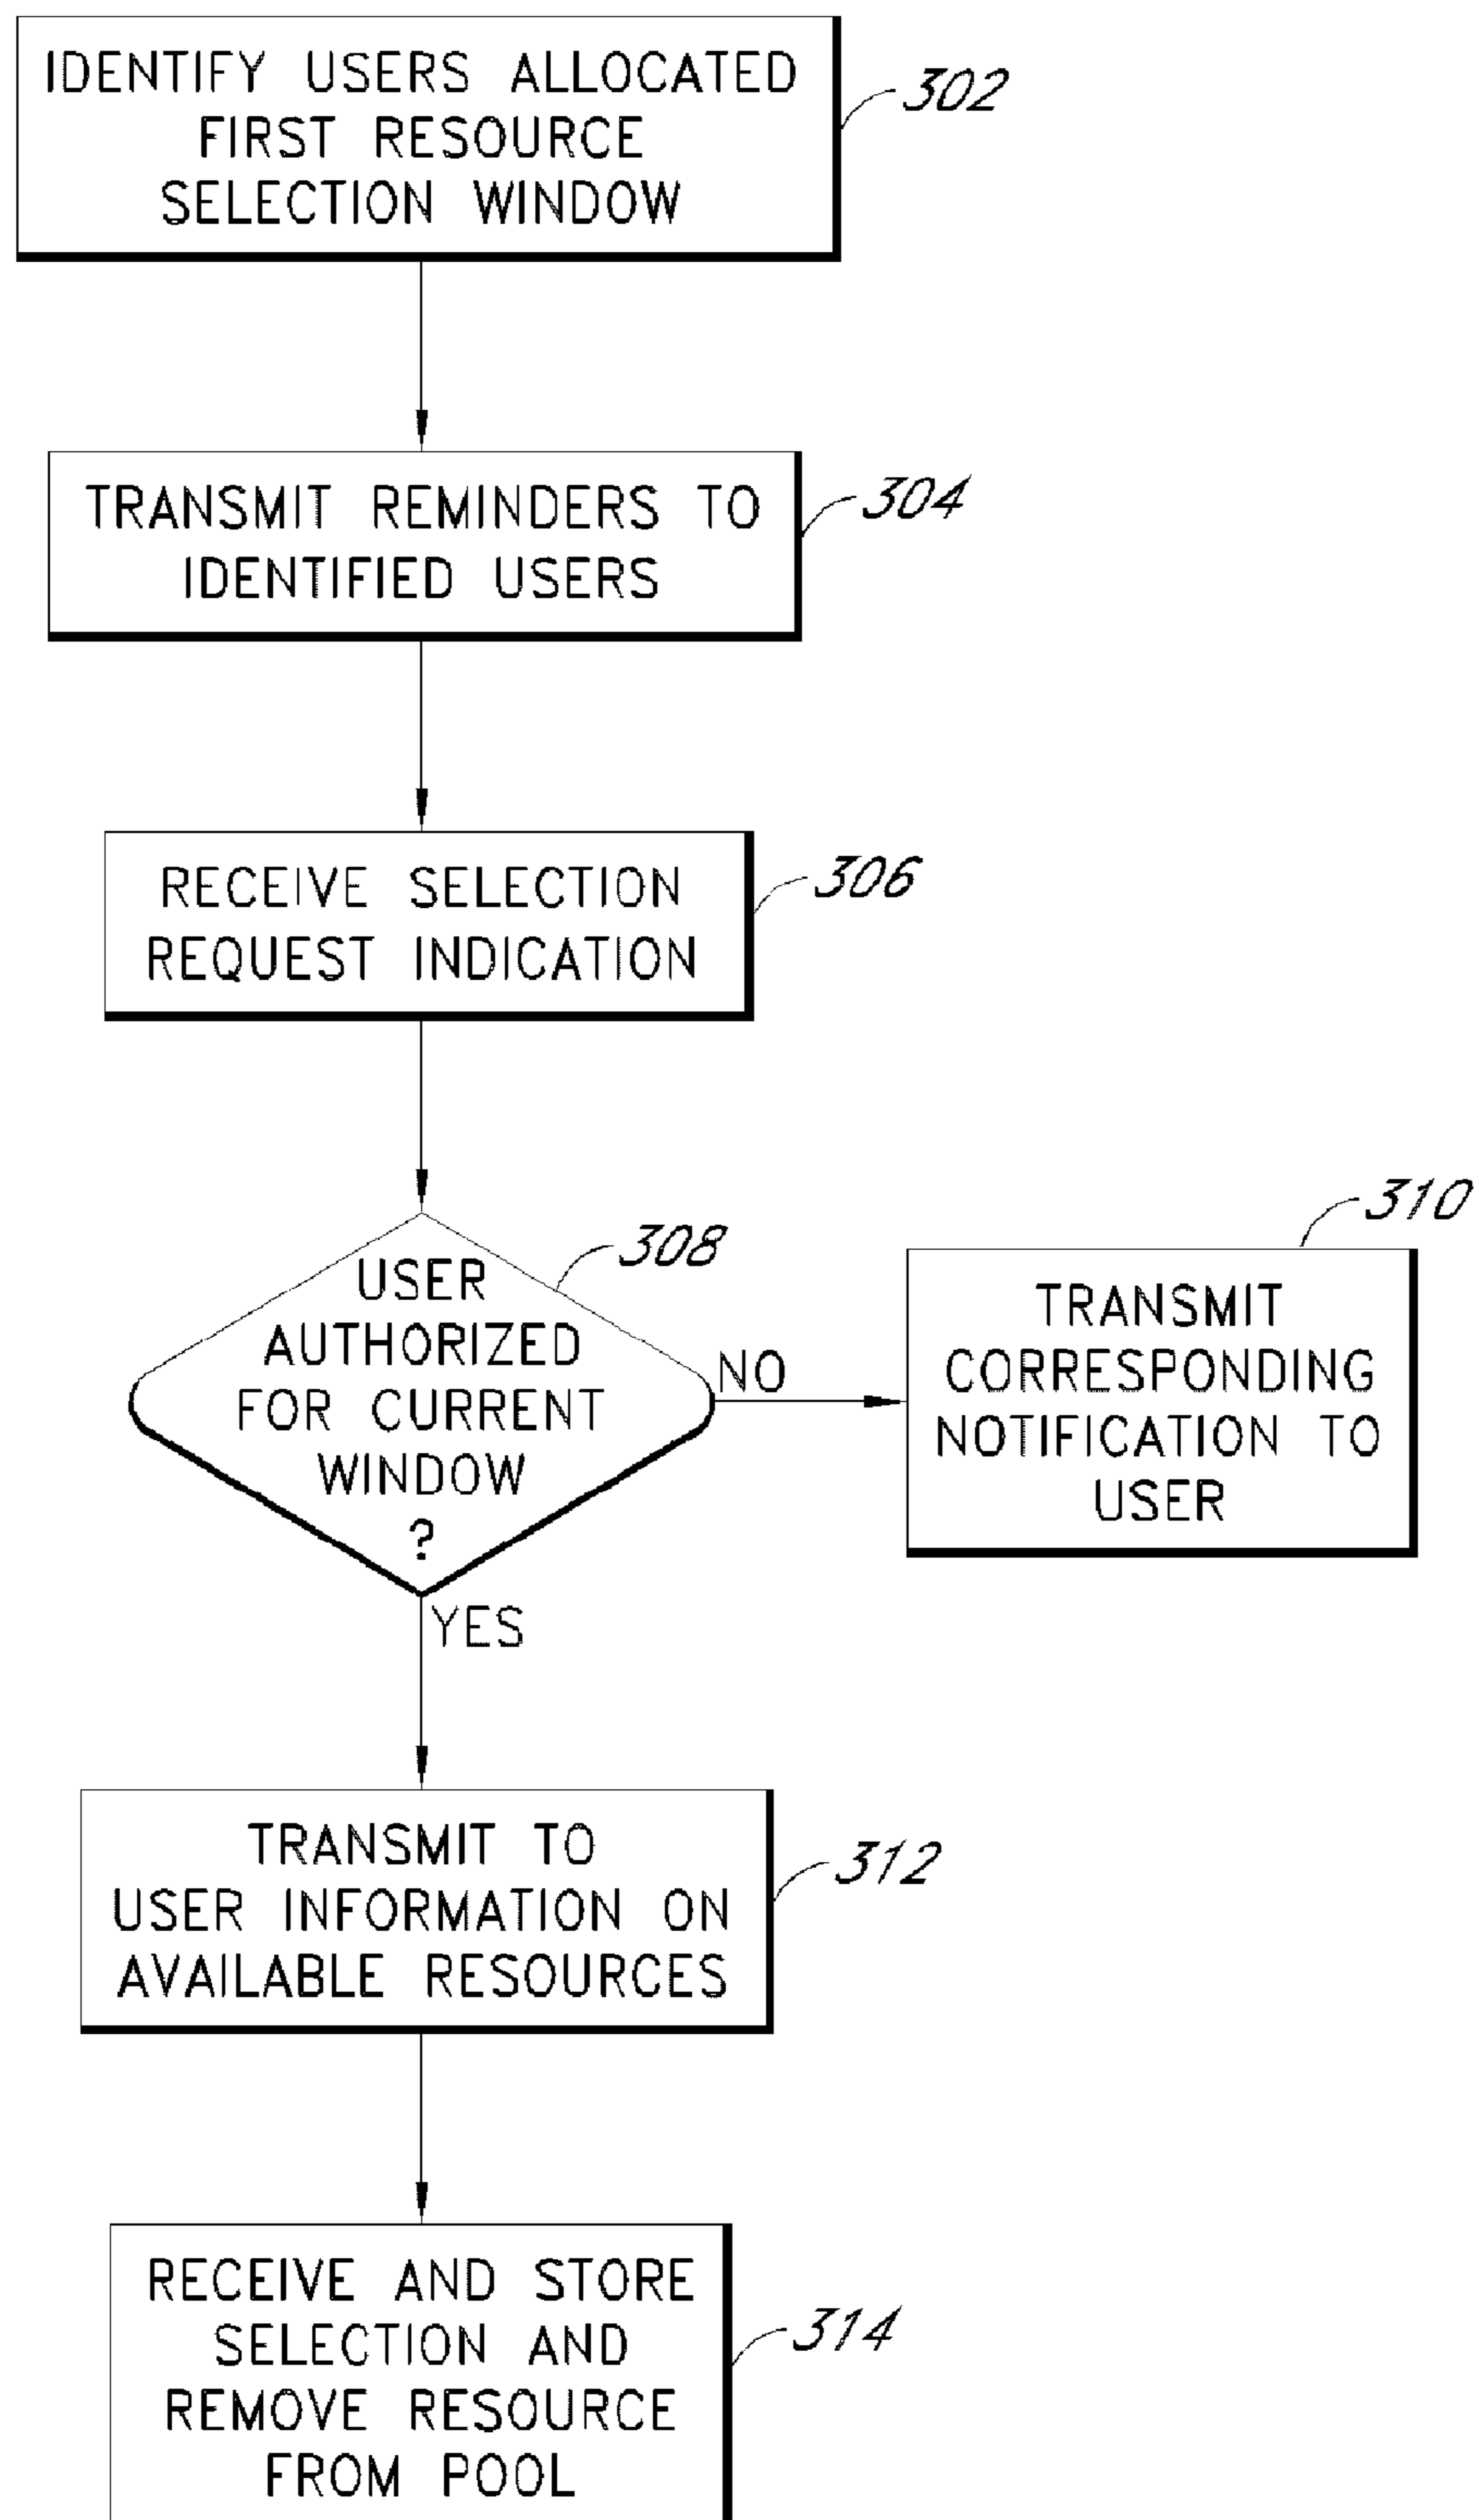 IDENTIFY USERS ALLOCATED
FIRST RESOURCE
SELECTION WINDOW
302
TRANSMIT REMINDERS TO
IDENTIFIED USERS
304
RECEIVE SELECTION
REQUEST INDICATION
306
USER
AUTHORIZED
FOR CURRENT
WINDOW
?
308
NO
YES
TRANSMIT
CORRESPONDING
NOTIFICATION TO
USER
310
TRANSMIT TO
USER INFORMATION ON
AVAILABLE RESOURCES
312
RECEIVE AND STORE
SELECTION AND
REMOVE RESOURCE
FROM POOL
314